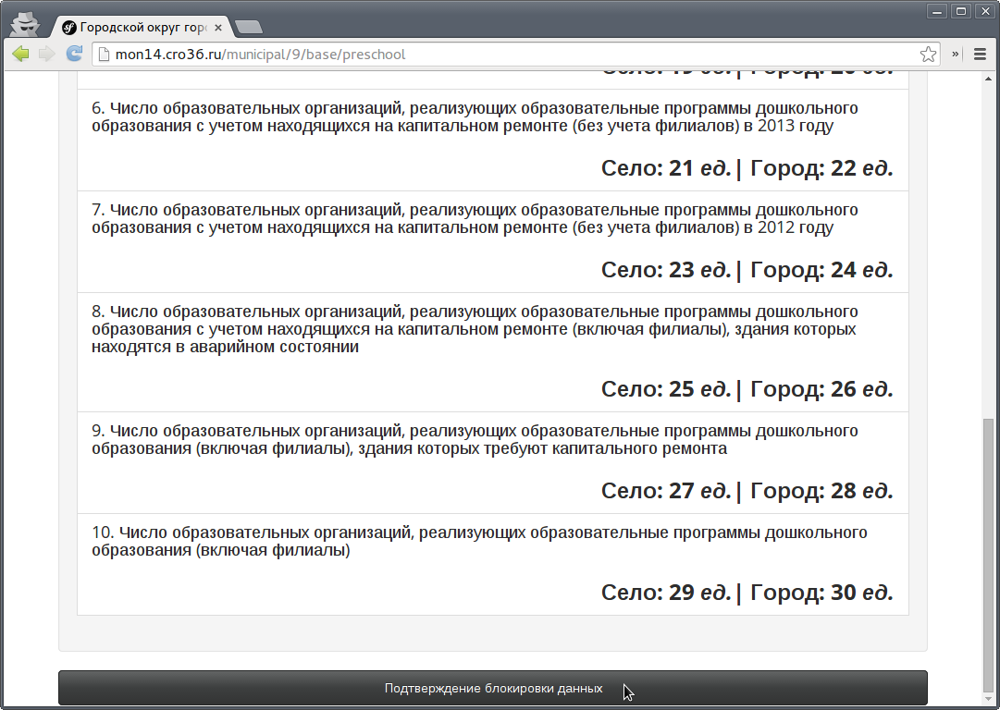 Городской округ горо
mon14.cro36.ru/municipal/9/base/preschool
6. Число образовательных организаций, реализующих образовательные программы дошкольного
образования с учетом находящихся на капитальном ремонте (без учета филиалов) в 2013 году
Село: 21 ед. | Город: 22 ед.
7. Число образовательных организаций, реализующих образовательные программы дошкольного
образования с учетом находящихся на капитальном ремонте (без учета филиалов) в 2012 году
Село: 23 ед. | Город: 24 ед.
8. Число образовательных организаций, реализующих образовательные программы дошкольного
образования с учетом находящихся на капитальном ремонте (включая филиалы), здания которых
находятся в аварийном состоянии
Село: 25 ед. | Город: 26 ед.
9. Число образовательных организаций, реализующих образовательные программы дошкольного
образования (включая филиалы), здания которых требуют капитального ремонта
Село: 27 ед. | Город: 28 ед.
10. Число образовательных организаций, реализующих образовательные программы дошкольного
образования (включая филиалы)
Село: 29 ед. | Город: 30 ед.
Подтверждение блокировки данных